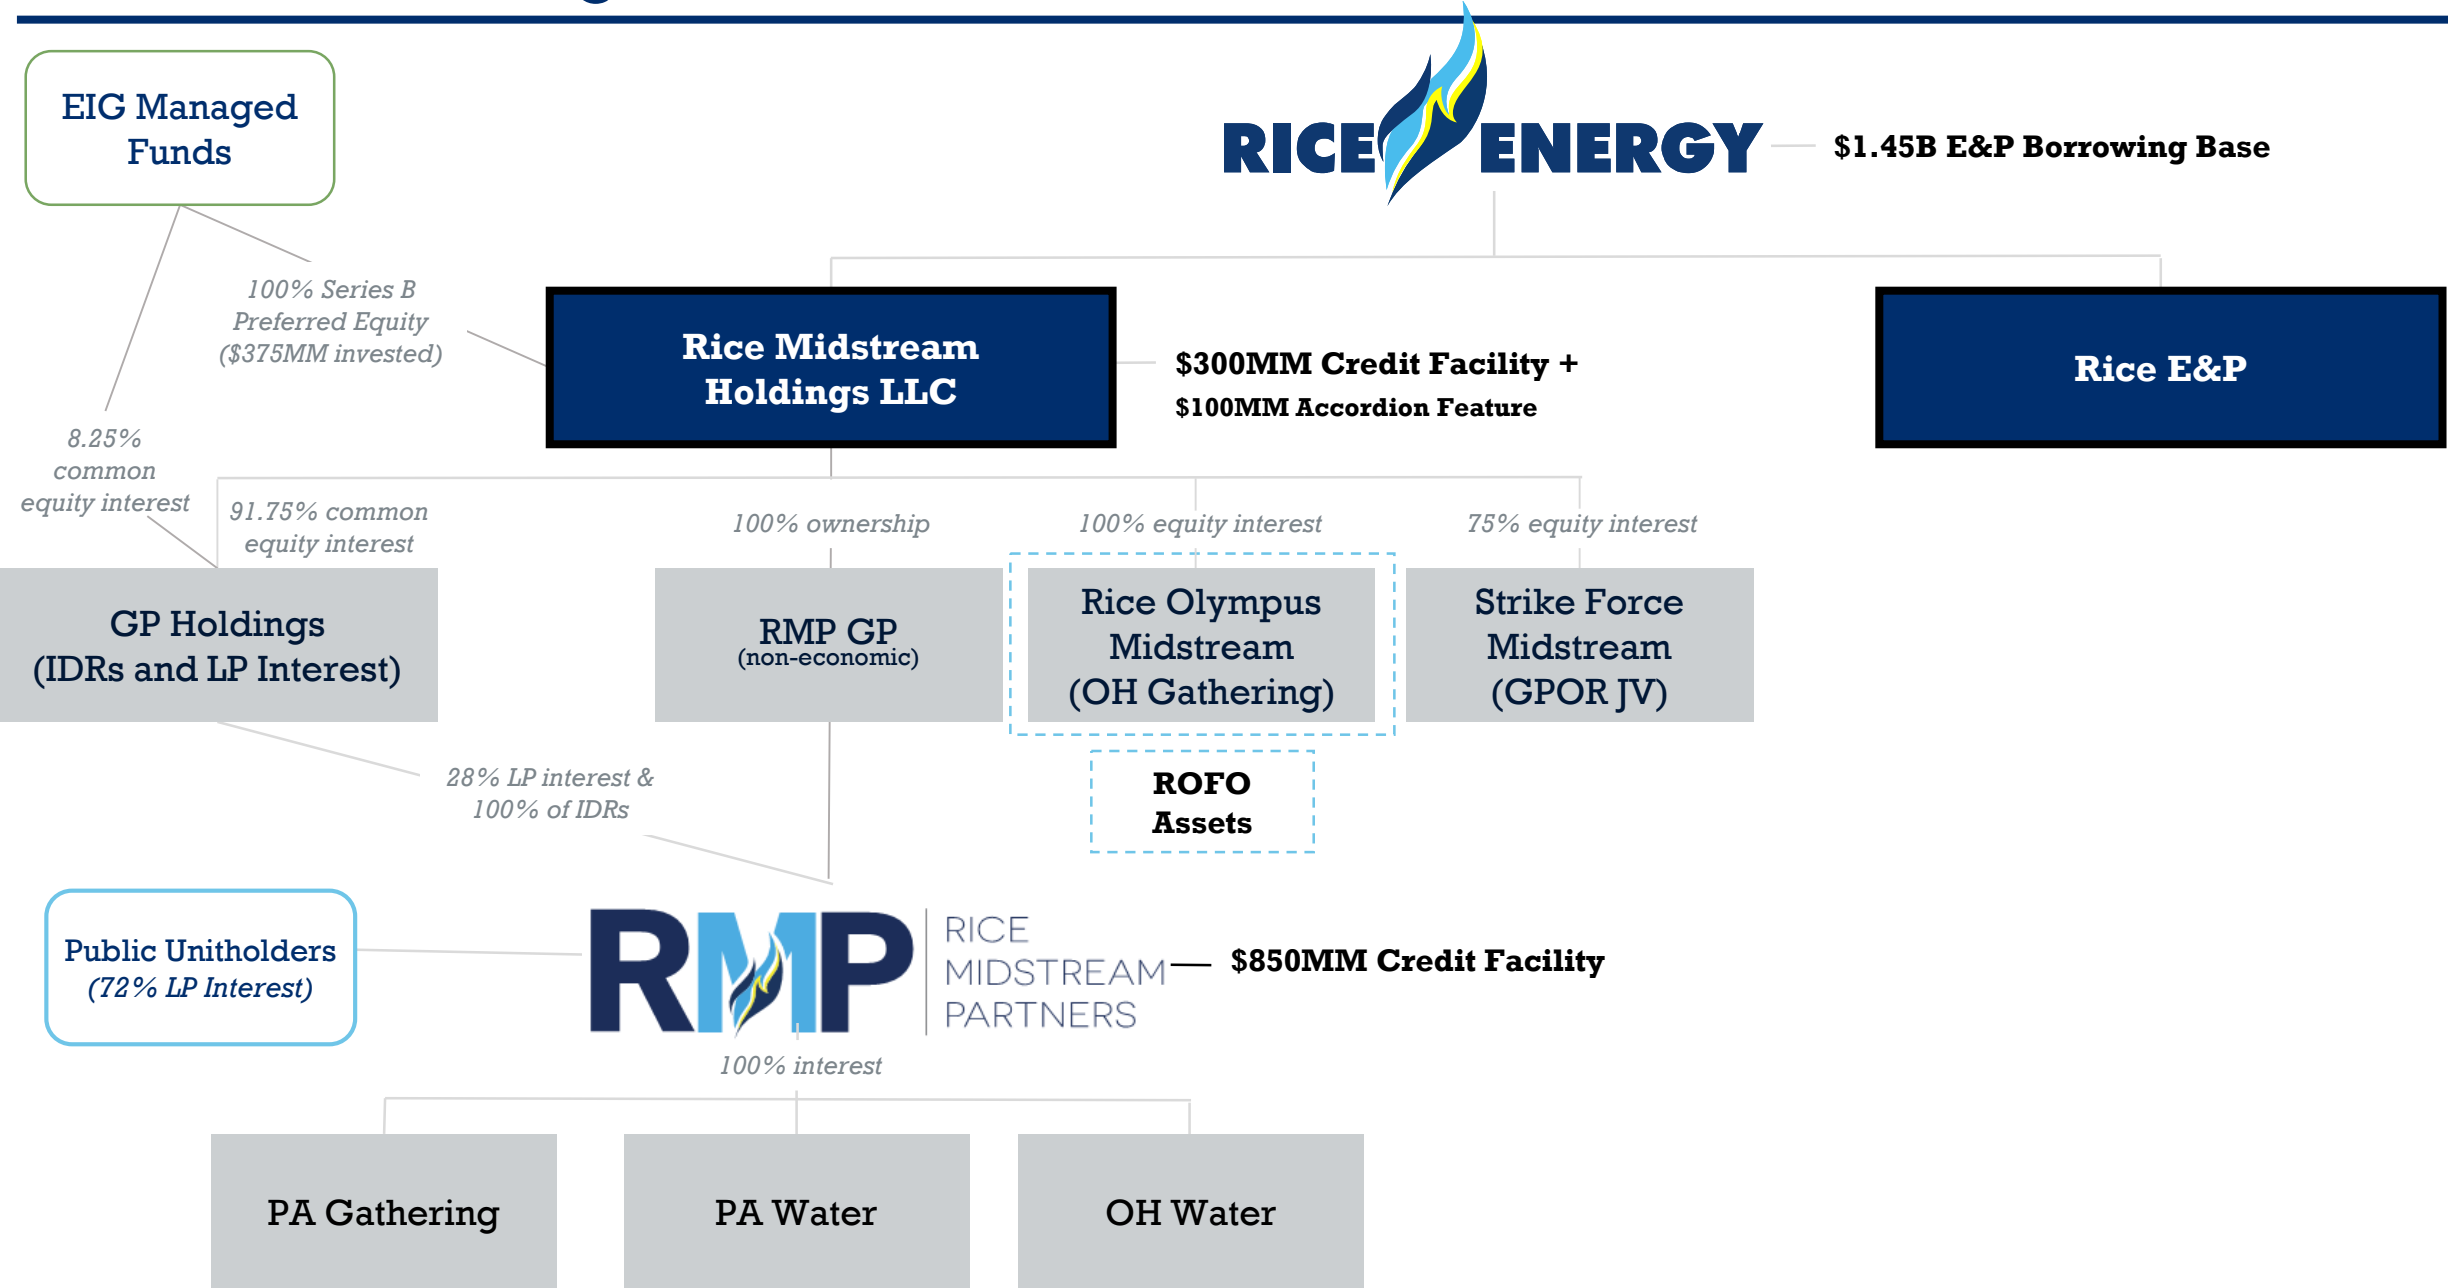 EIG Managed
Funds
RICE ENERGY
$1.45B E&P Borrowing Base
100% Series B
Preferred Equity
($375MM invested)
Rice Midstream
Holdings LLC
$300MM Credit Facility +
$100MM Accordion Feature
Rice E&P
8.25%
common
equity interest
91.75% common
equity interest
100% ownership
100% equity interest
75% equity interest
GP Holdings
(IDRs and LP Interest)
RMP GP
(non-economic)
Rice Olympus
Midstream
(OH Gathering)
Strike Force
Midstream
(GPOR JV)
28% LP interest &
100% of IDRs
ROFO
Assets
Public Unitholders
(72% LP Interest)
RMP
RICE
MIDSTREAM
PARTNERS
$850MM Credit Facility
100% interest
PA Gathering
PA Water
OH Water